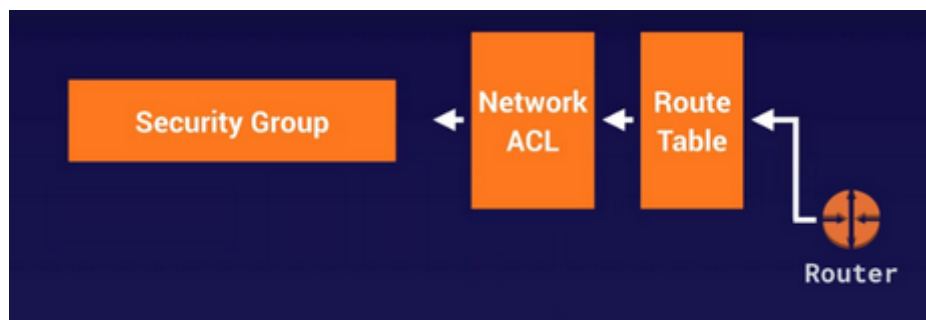 Security Group
Network
ACL
Route
Table
Router